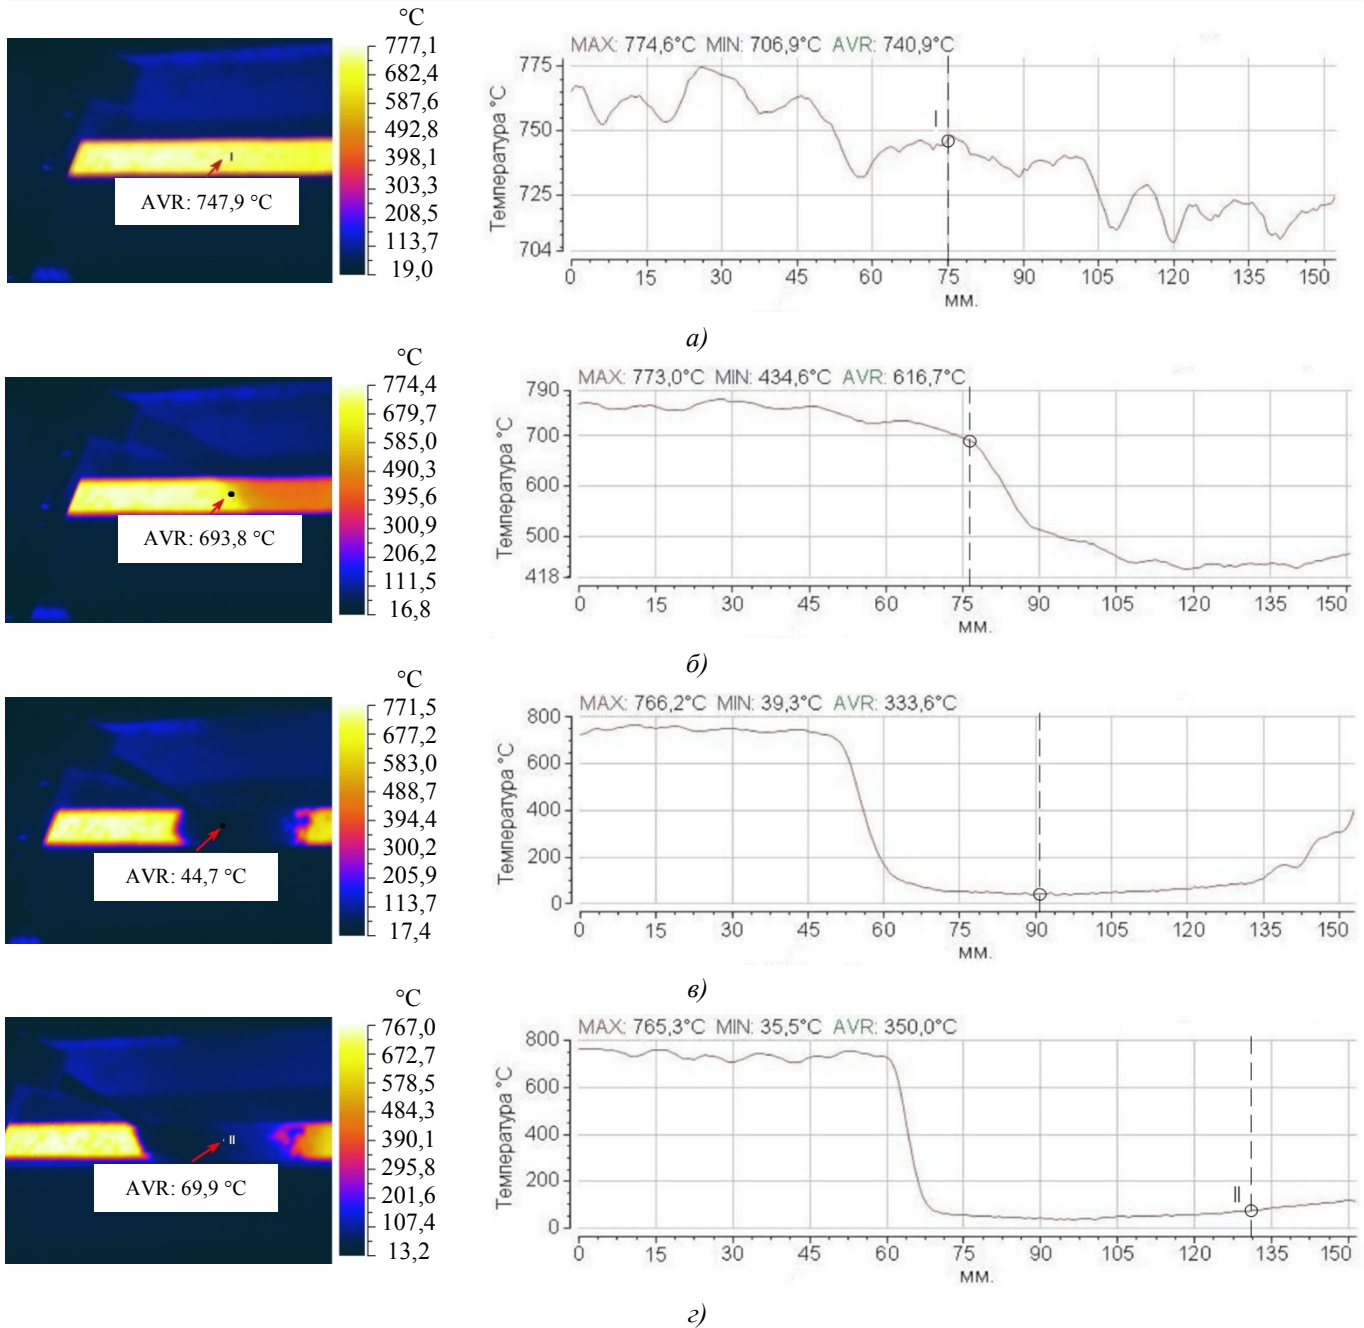 °C
777,1
682,4
587,6
492,8
398,1
303,3
208,5
113,7
19,0
I
AVR: 747,9 °C
MAX: 774,6°C MIN: 706,9°C AVR: 740,9°C
Температура °C
775
750
725
704
I
0 15 30 45 60 75 90 105 120 135 150
мм.
а)
°C
774,4
679,7
585,0
490,3
395,6
300,9
206,2
111,5
16,8
AVR: 693,8 °C
MAX: 773,0°C MIN: 434,6°C AVR: 616,7°C
Температура °C
790
700
600
500
418
0 15 30 45 60 75 90 105 120 135 150
мм.
б)
°C
771,5
677,2
583,0
488,7
394,4
300,2
205,9
113,7
17,4
AVR: 44,7 °C
MAX: 766,2°C MIN: 39,3°C AVR: 333,6°C
Температура °C
800
600
400
200
0
0 15 30 45 60 75 90 105 120 135 150
мм.
в)
°C
767,0
672,7
578,5
484,3
390,1
295,8
201,6
107,4
13,2
II
AVR: 69,9 °C
MAX: 765,3°C MIN: 35,5°C AVR: 350,0°C
Температура °C
800
600
400
200
0
II
0 15 30 45 60 75 90 105 120 135 150
мм.
г)